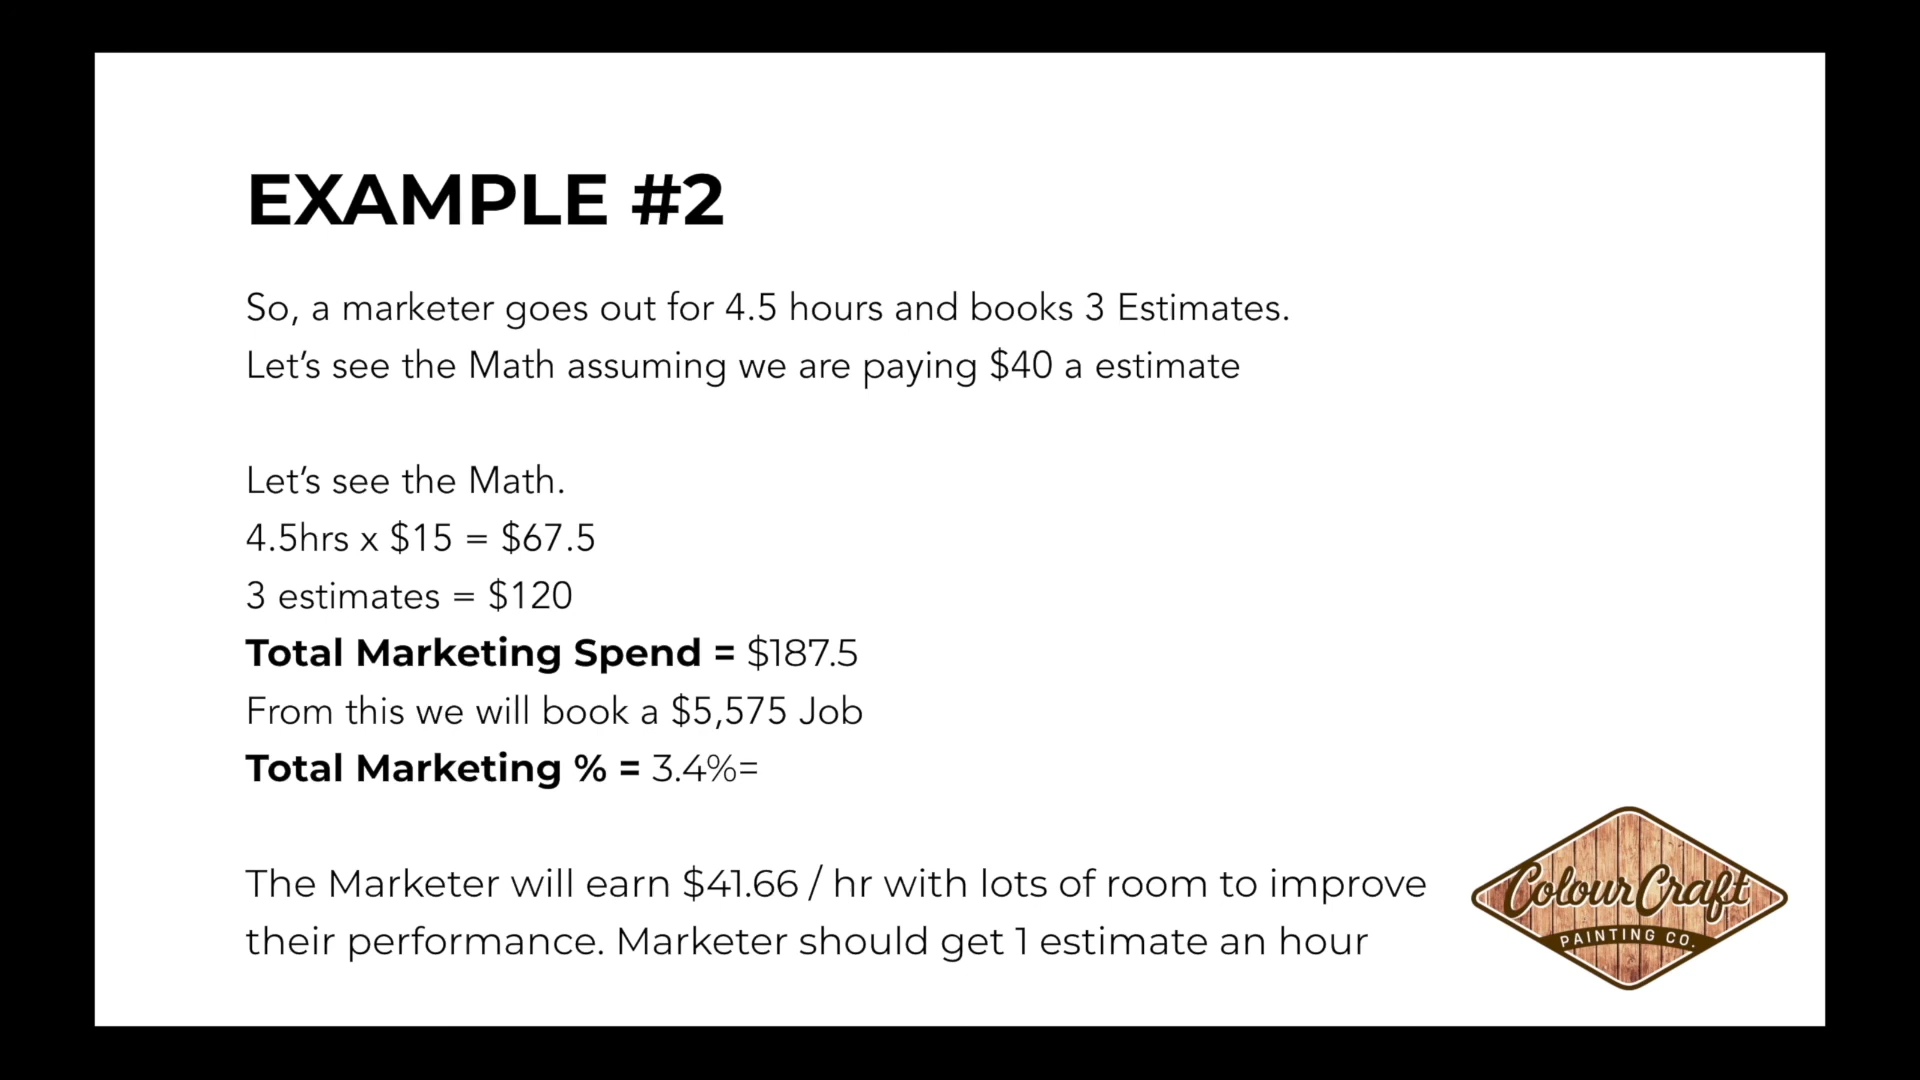 EXAMPLE #2
So, a marketer goes out for 4.5 hours and books 3 Estimates.
Let’s see the Math assuming we are paying $40 a estimate
Let’s see the Math.
4.5hrs x $15 = $67.5
3 estimates = $120
Total Marketing Spend = $187.5
From this we will book a $5,575 Job
Total Marketing % = 3.4%=
The Marketer will earn $41.66 / hr with lots of room to improve
their performance. Marketer should get 1 estimate an hour
Colour Craft
PAINTING CO.